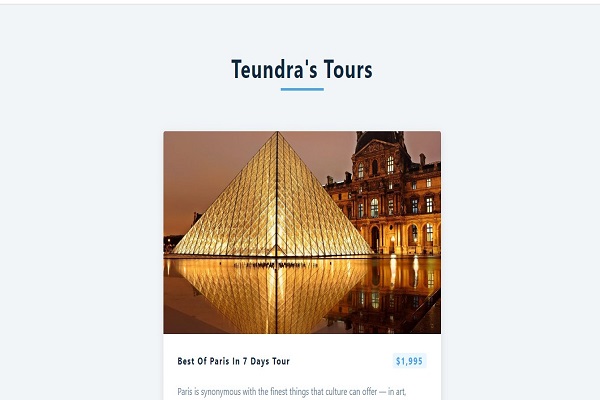 Teundra's Tours
Best Of Paris In 7 Days Tour
$1,995
Paris is synonymous with the finest things that culture can offer — in art,